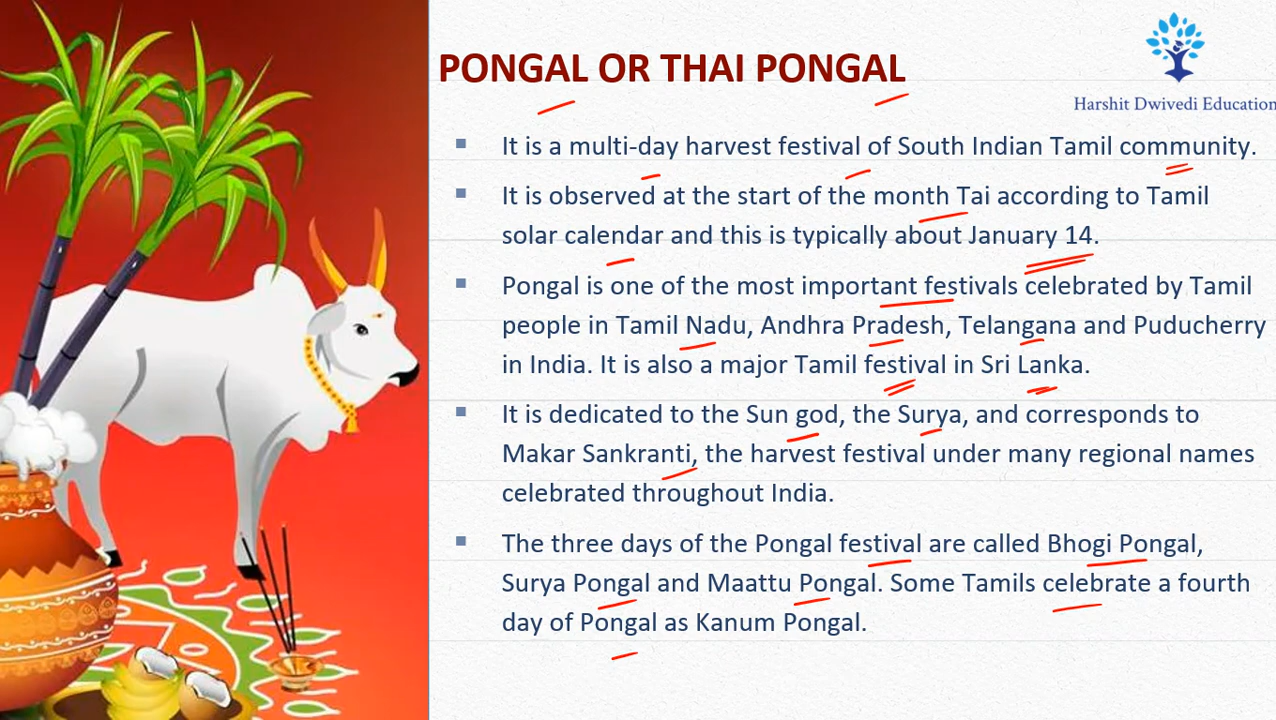 PONGAL OR THAI PONGAL
Harshit Dwivedi Education
▪ It is a multi-day harvest festival of South Indian Tamil community.
▪ It is observed at the start of the month Tai according to Tamil
solar calendar and this is typically about January 14.
▪ Pongal is one of the most important festivals celebrated by Tamil
people in Tamil Nadu, Andhra Pradesh, Telangana and Puducherry
in India. It is also a major Tamil festival in Sri Lanka.
▪ It is dedicated to the Sun god, the Surya, and corresponds to
Makar Sankranti, the harvest festival under many regional names
celebrated throughout India.
▪ The three days of the Pongal festival are called Bhogi Pongal,
Surya Pongal and Maattu Pongal. Some Tamils celebrate a fourth
day of Pongal as Kanum Pongal.